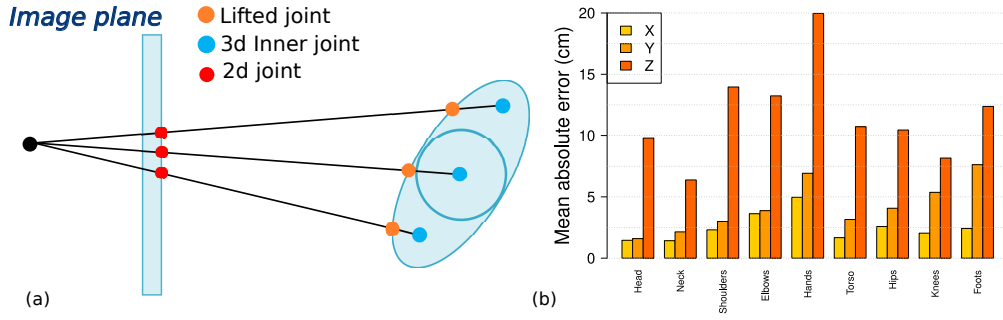 Image plane
Lifted joint
3d Inner joint
2d joint
(a)
Mean absolute error (cm)
20
15
10
5
0
X
Y
Z
Head
Neck
Shoulders
Elbows
Hands
Torso
Hips
Knees
Foots
(b)